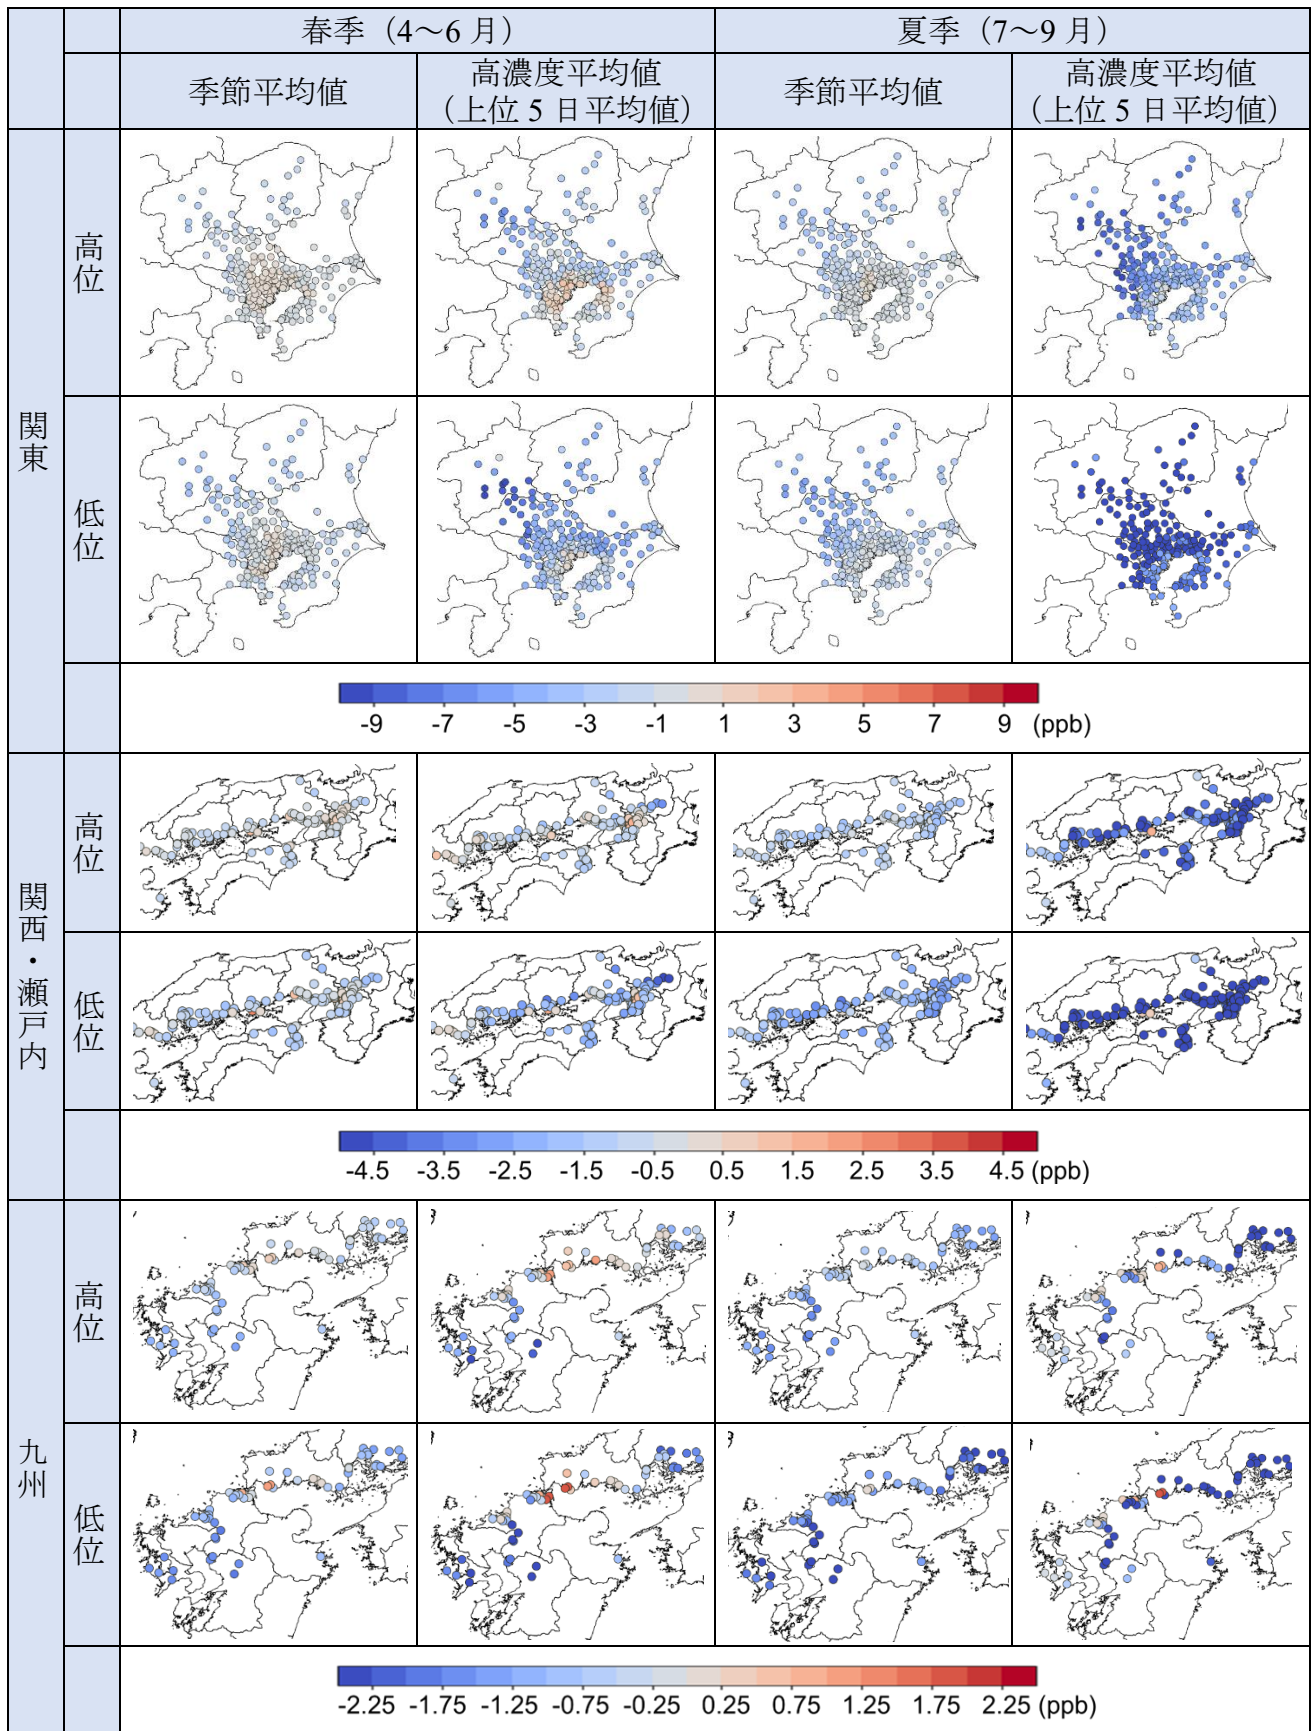 春季（4～6 月）
夏季（7～9 月）
季節平均値
高濃度平均値
（上位 5 日平均値）
季節平均値
高濃度平均値
（上位 5 日平均値）
関東
高位
低位
-9 -7 -5 -3 -1 1 3 5 7 9 (ppb)
関西・瀬戸内
高位
低位
-4.5 -3.5 -2.5 -1.5 -0.5 0.5 1.5 2.5 3.5 4.5 (ppb)
九州
高位
低位
-2.25 -1.75 -1.25 -0.75 -0.25 0.25 0.75 1.25 1.75 2.25 (ppb)